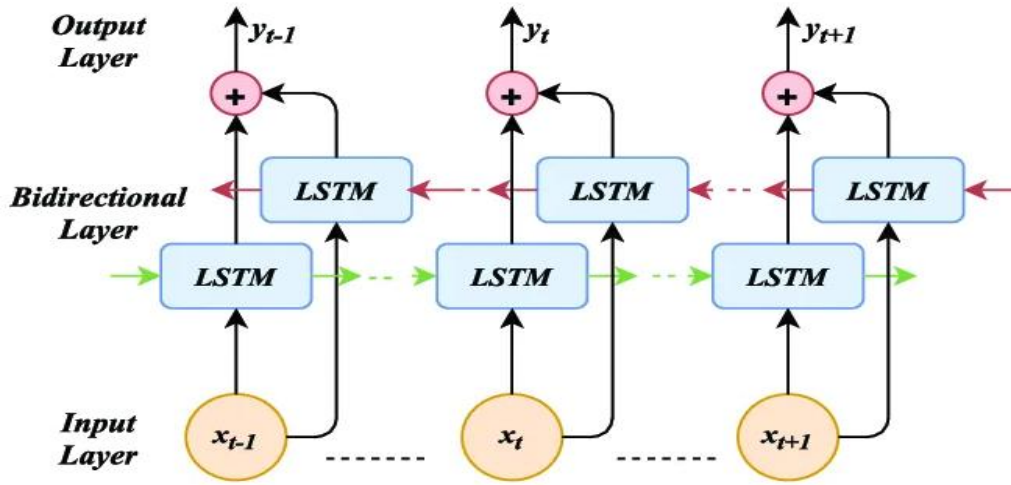 Output
Layer
y_{t-1}
y_t
y_{t+1}
+
+
+
LSTM
LSTM
LSTM
Bidirectional
Layer
LSTM
LSTM
LSTM
Input
Layer
x_{t-1}
x_t
x_{t+1}